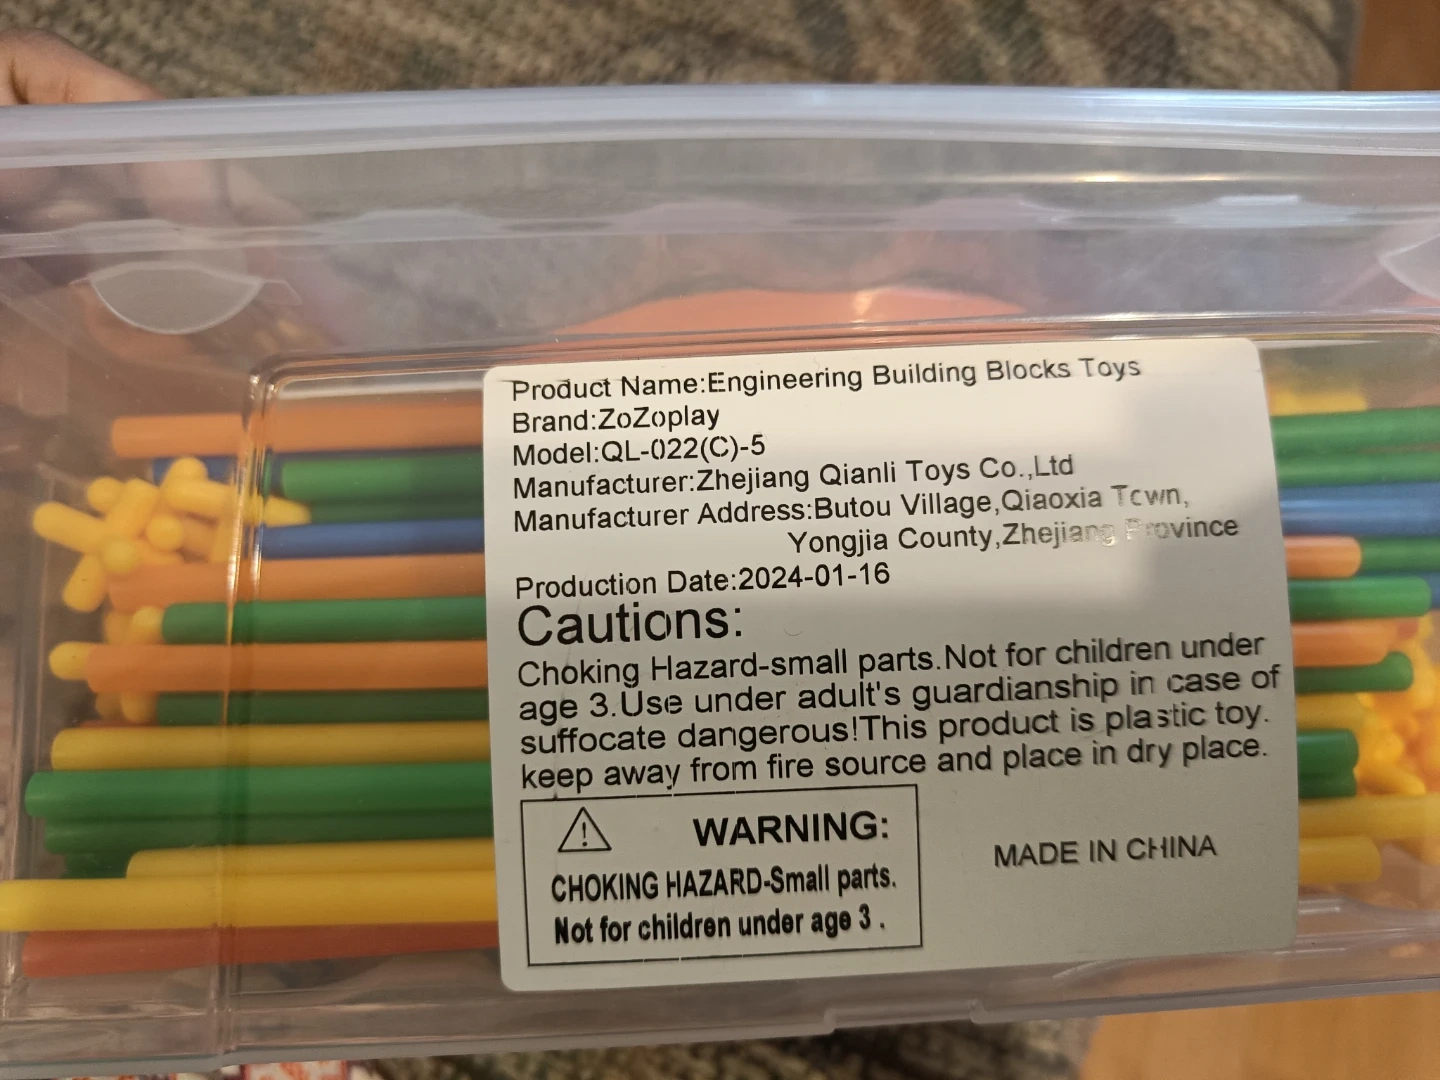 Product Name:Engineering Building Blocks Toys
Brand:ZoZoplay
Model:QL-022(C)-5
Manufacturer:Zhejiang Qianli Toys Co.,Ltd
Manufacturer Address:Butou Village,Qiaoxia Town,
Yongjia County,Zhejiang Province
Production Date:2024-01-16
Cautions:
Choking Hazard-small parts.Not for children under
age 3.Use under adult's guardianship in case of
suffocate dangerous!This product is plastic toy.
keep away from fire source and place in dry place.
WARNING:
CHOKING HAZARD-Small parts.
Not for children under age 3 .
MADE IN CHINA